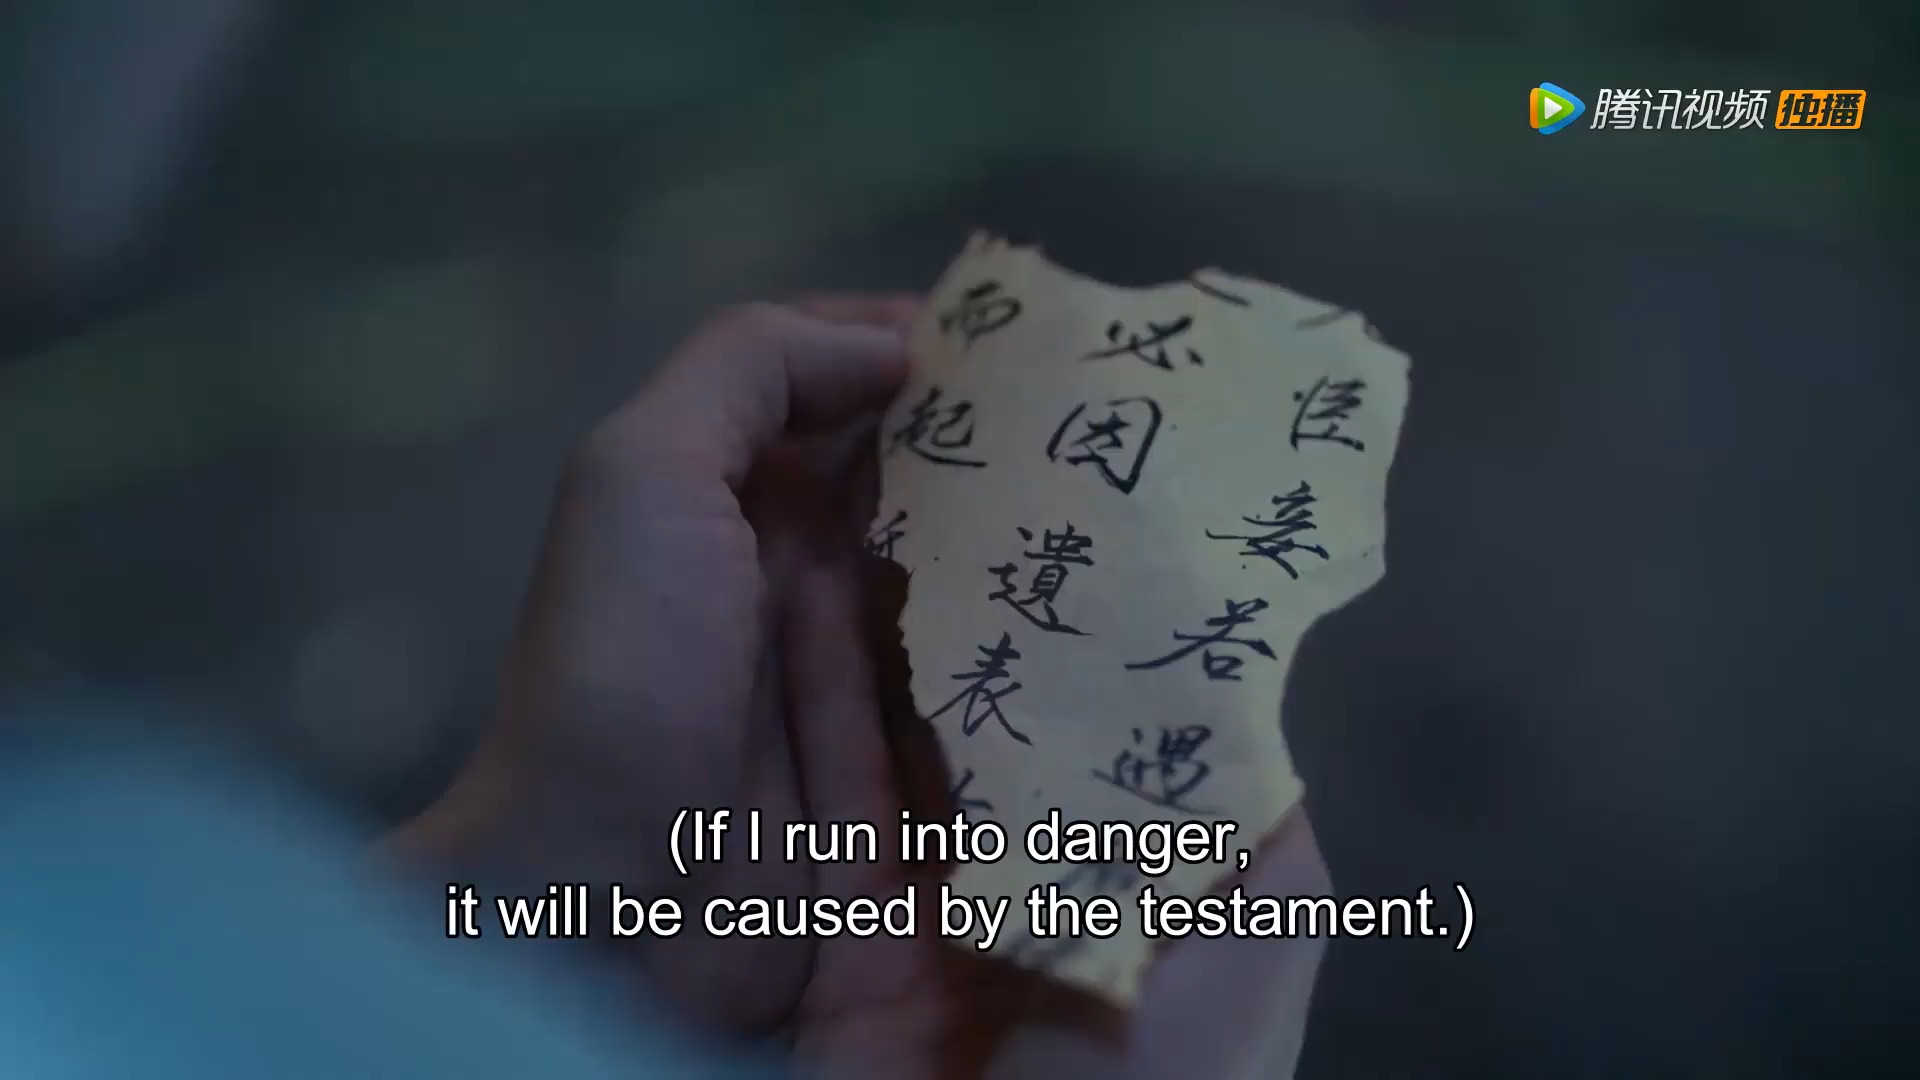 腾讯视频 独播
妾若遇
必因遺表
而起
(If I run into danger,
it will be caused by the testament.)